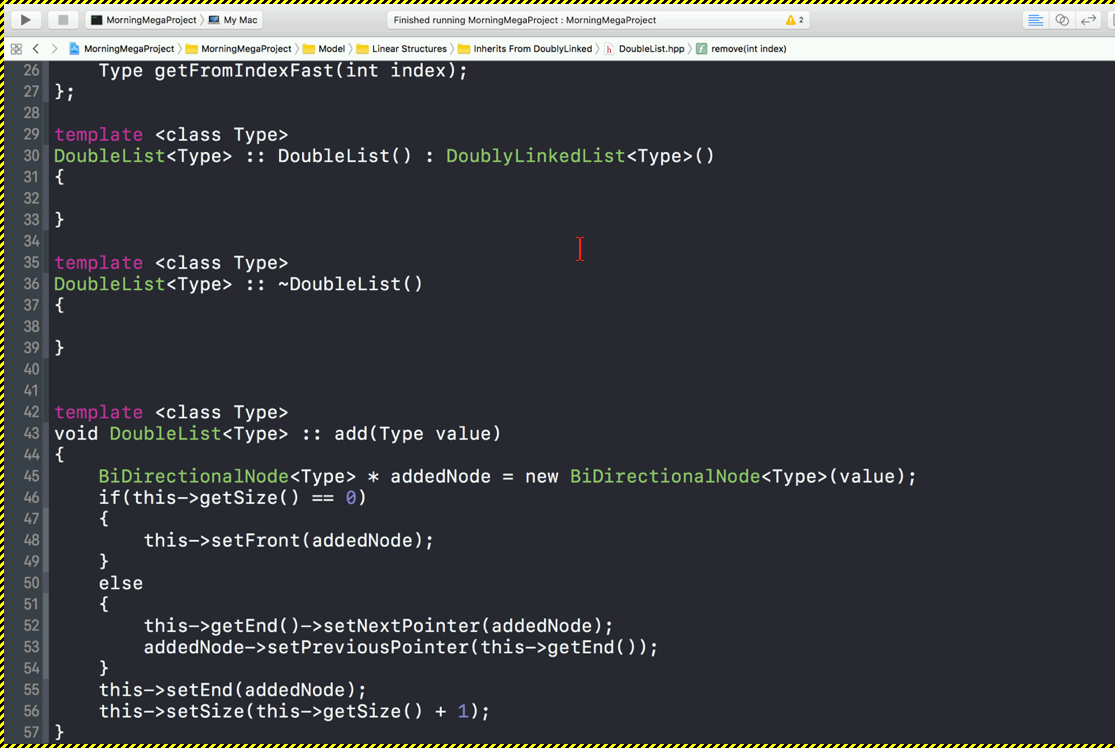 MorningMegaProject 〉 My Mac
Finished running MorningMegaProject : MorningMegaProject
2
MorningMegaProject 〉 MorningMegaProject 〉 Model 〉 Linear Structures 〉 Inherits From DoublyLinked 〉 h DoubleList.hpp 〉 f remove(int index)
26     Type getFromIndexFast(int index);
27 };
28
29 template <class Type>
30 DoubleList<Type> :: DoubleList() : DoublyLinkedList<Type>()
31 {
32
33 }
34
35 template <class Type>
36 DoubleList<Type> :: ~DoubleList()
37 {
38
39 }
40
41
42 template <class Type>
43 void DoubleList<Type> :: add(Type value)
44 {
45     BiDirectionalNode<Type> * addedNode = new BiDirectionalNode<Type>(value);
46     if(this->getSize() == 0)
47     {
48         this->setFront(addedNode);
49     }
50     else
51     {
52         this->getEnd()->setNextPointer(addedNode);
53         addedNode->setPreviousPointer(this->getEnd());
54     }
55     this->setEnd(addedNode);
56     this->setSize(this->getSize() + 1);
57 }